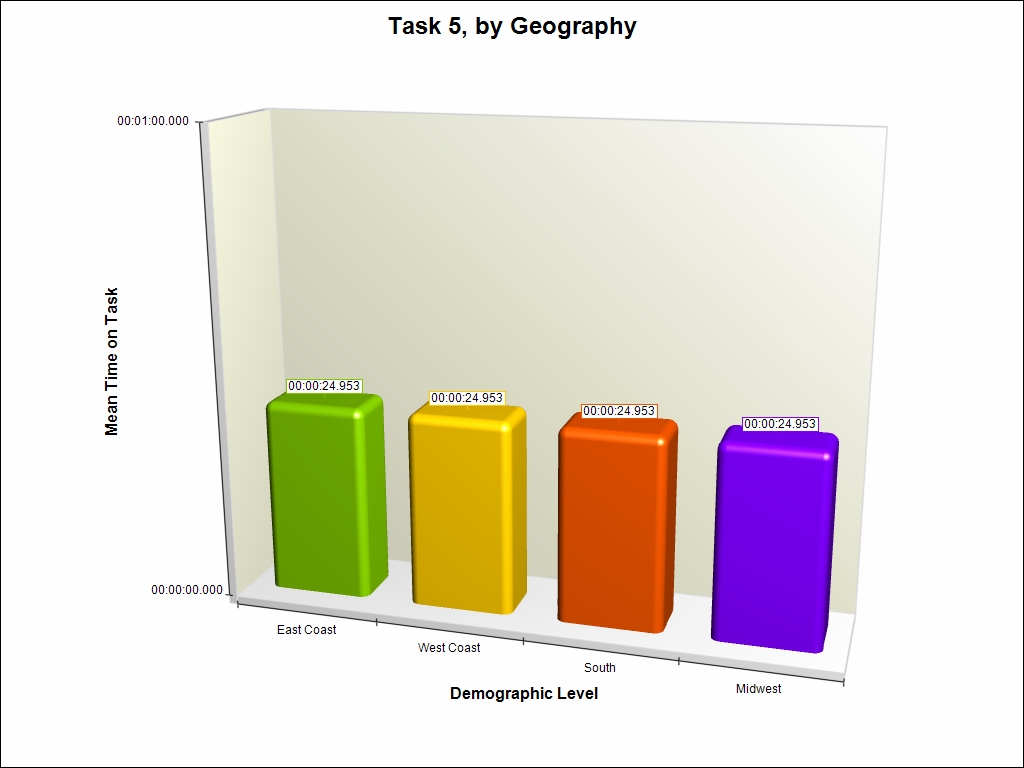 Task 5, by Geography
00:01:00.000
Mean Time on Task
00:00:24.953
00:00:24.953
00:00:24.953
00:00:24.953
00:00:00.000
East Coast
West Coast
South
Midwest
Demographic Level